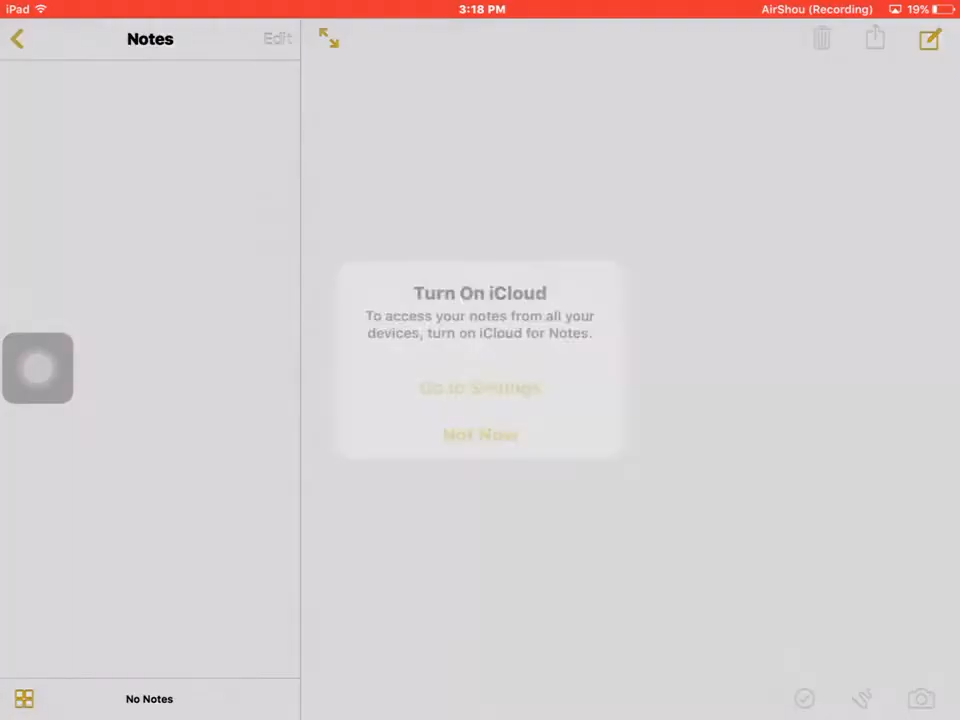 iPad 3:18 PM AirShou (Recording) 19%
Notes Edit
Turn On iCloud
To access your notes from all your
devices, turn on iCloud for Notes.
Go to Settings
Not Now
No Notes